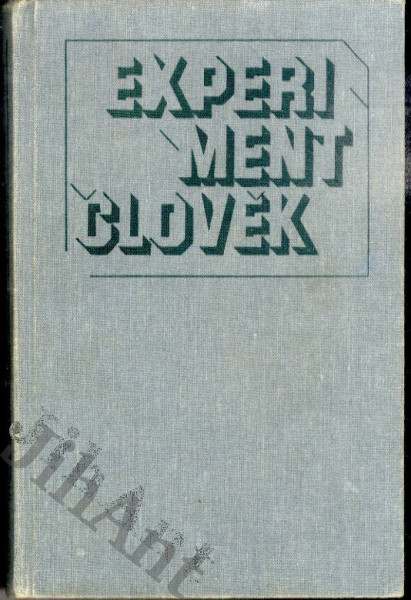 EXPERI
MENT
ČLOVĚK
JihAnt